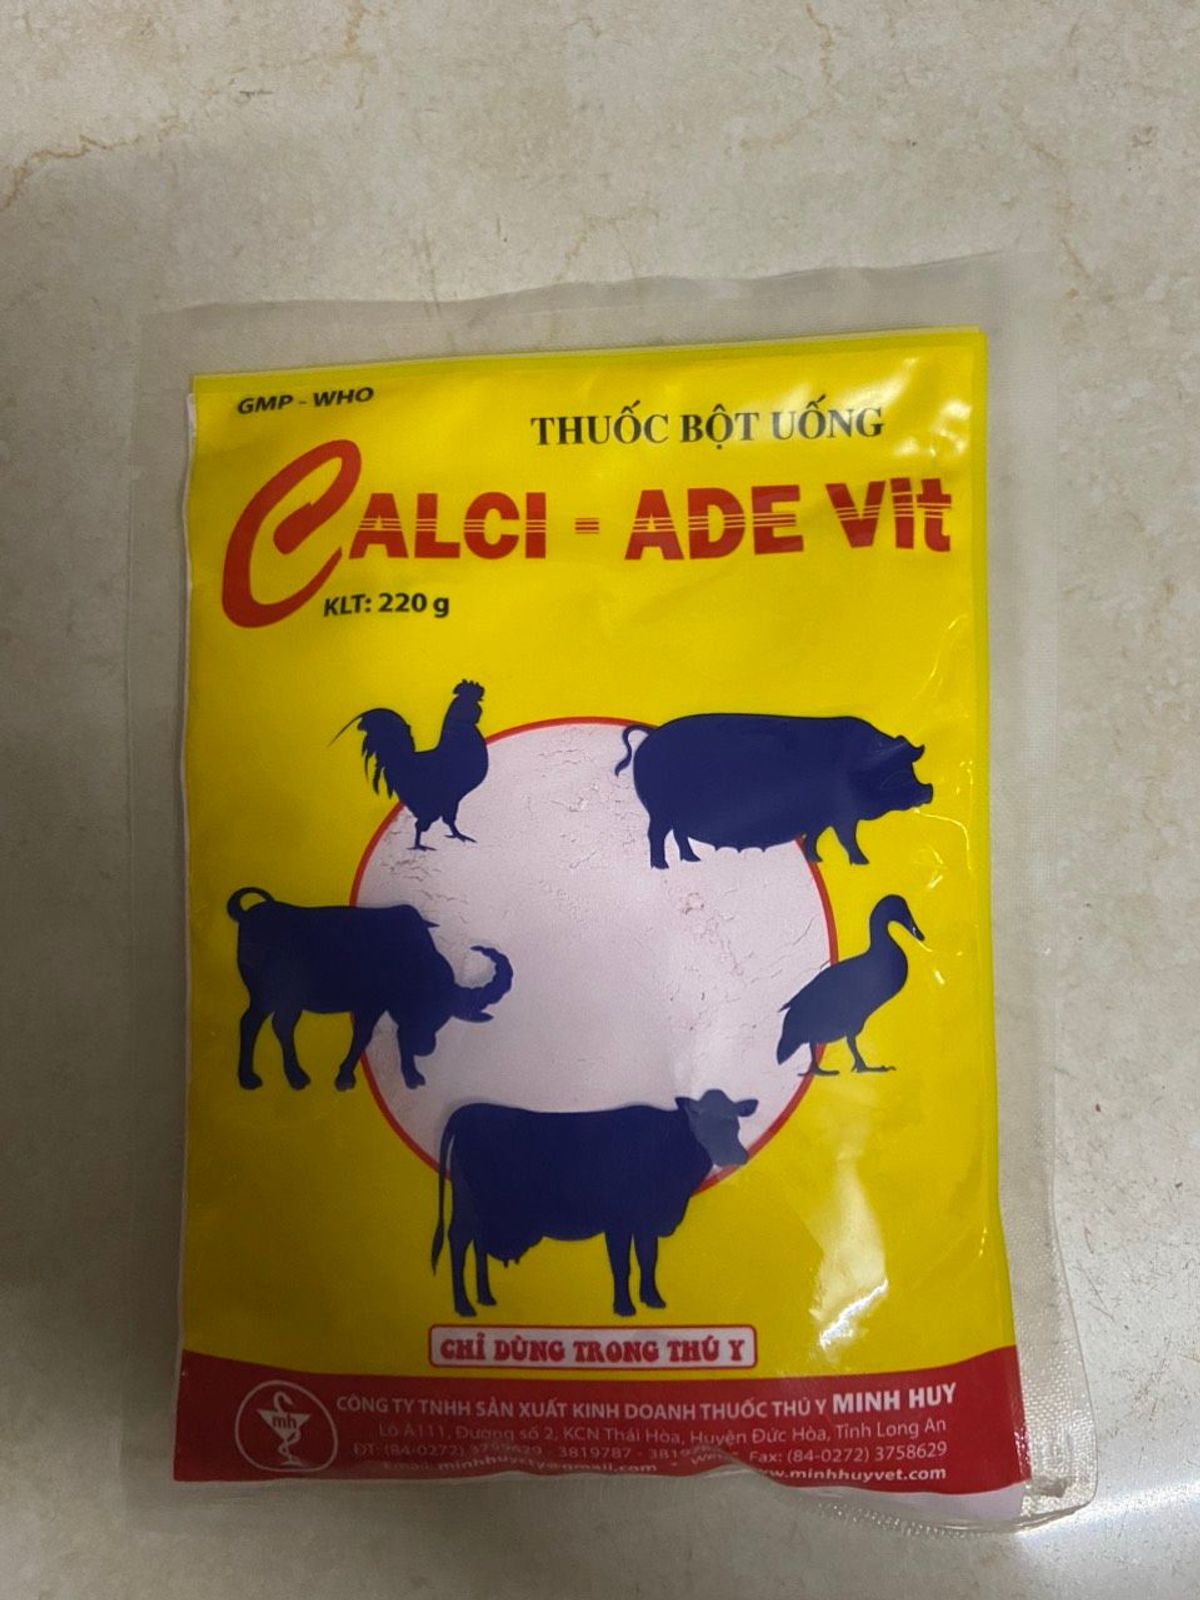 GMP - WHO
THUỐC BỘT UỐNG
CALCI - ADE Vit
KLT: 220 g
CHỈ DÙNG TRONG THÚ Y
mh
CÔNG TY TNHH SẢN XUẤT KINH DOANH THUỐC THÚ Y MINH HUY
Lô A111, Đường số 2, KCN Thái Hòa, Huyện Đức Hòa, Tỉnh Long An
ĐT: (84-0272) - 3819787 - Fax: (84-0272) 3758629
Email: .minhhuyvet.com